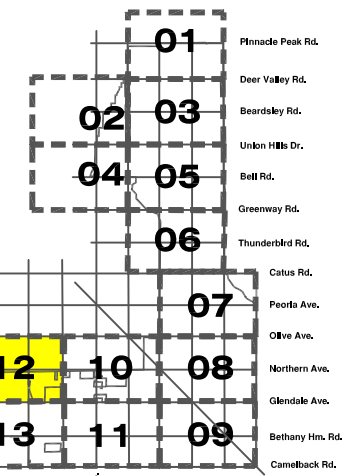 01
Pinnacle Peak Rd.
Deer Valley Rd.
02
03
Beardsley Rd.
Union Hills Dr.
04
05
Bell Rd.
Greenway Rd.
06
Thunderbird Rd.
Catus Rd.
07
Peoria Ave.
Olive Ave.
12
10
08
Northern Ave.
Glendale Ave.
13
11
09
Bethany Hm. Rd.
Camelback Rd.